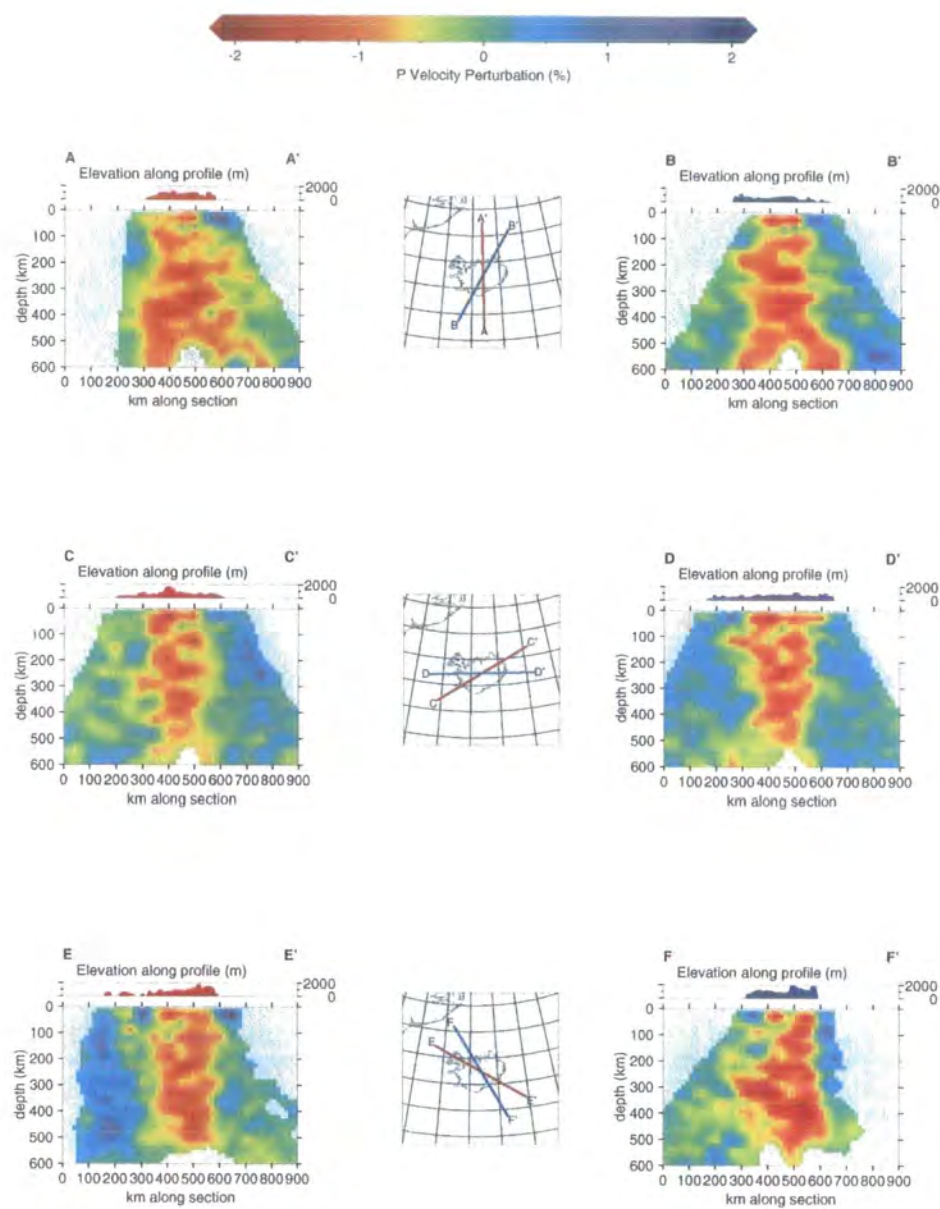 -2 -1 0 1 2
P Velocity Perturbation (%)
A A'
Elevation along profile (m)
2000
0
0
100
200
300
400
500
600
depth (km)
0 100 200 300 400 500 600 700 800 900
km along section
A'
B'
B
A
B B'
Elevation along profile (m)
2000
0
0
100
200
300
400
500
600
depth (km)
0 100 200 300 400 500 600 700 800 900
km along section
C C'
Elevation along profile (m)
2000
0
0
100
200
300
400
500
600
depth (km)
0 100 200 300 400 500 600 700 800 900
km along section
C'
D D'
C
D D'
Elevation along profile (m)
2000
0
0
100
200
300
400
500
600
depth (km)
0 100 200 300 400 500 600 700 800 900
km along section
E E'
Elevation along profile (m)
2000
0
0
100
200
300
400
500
600
depth (km)
0 100 200 300 400 500 600 700 800 900
km along section
F
E
E'
F'
F F'
Elevation along profile (m)
2000
0
0
100
200
300
400
500
600
depth (km)
0 100 200 300 400 500 600 700 800 900
km along section